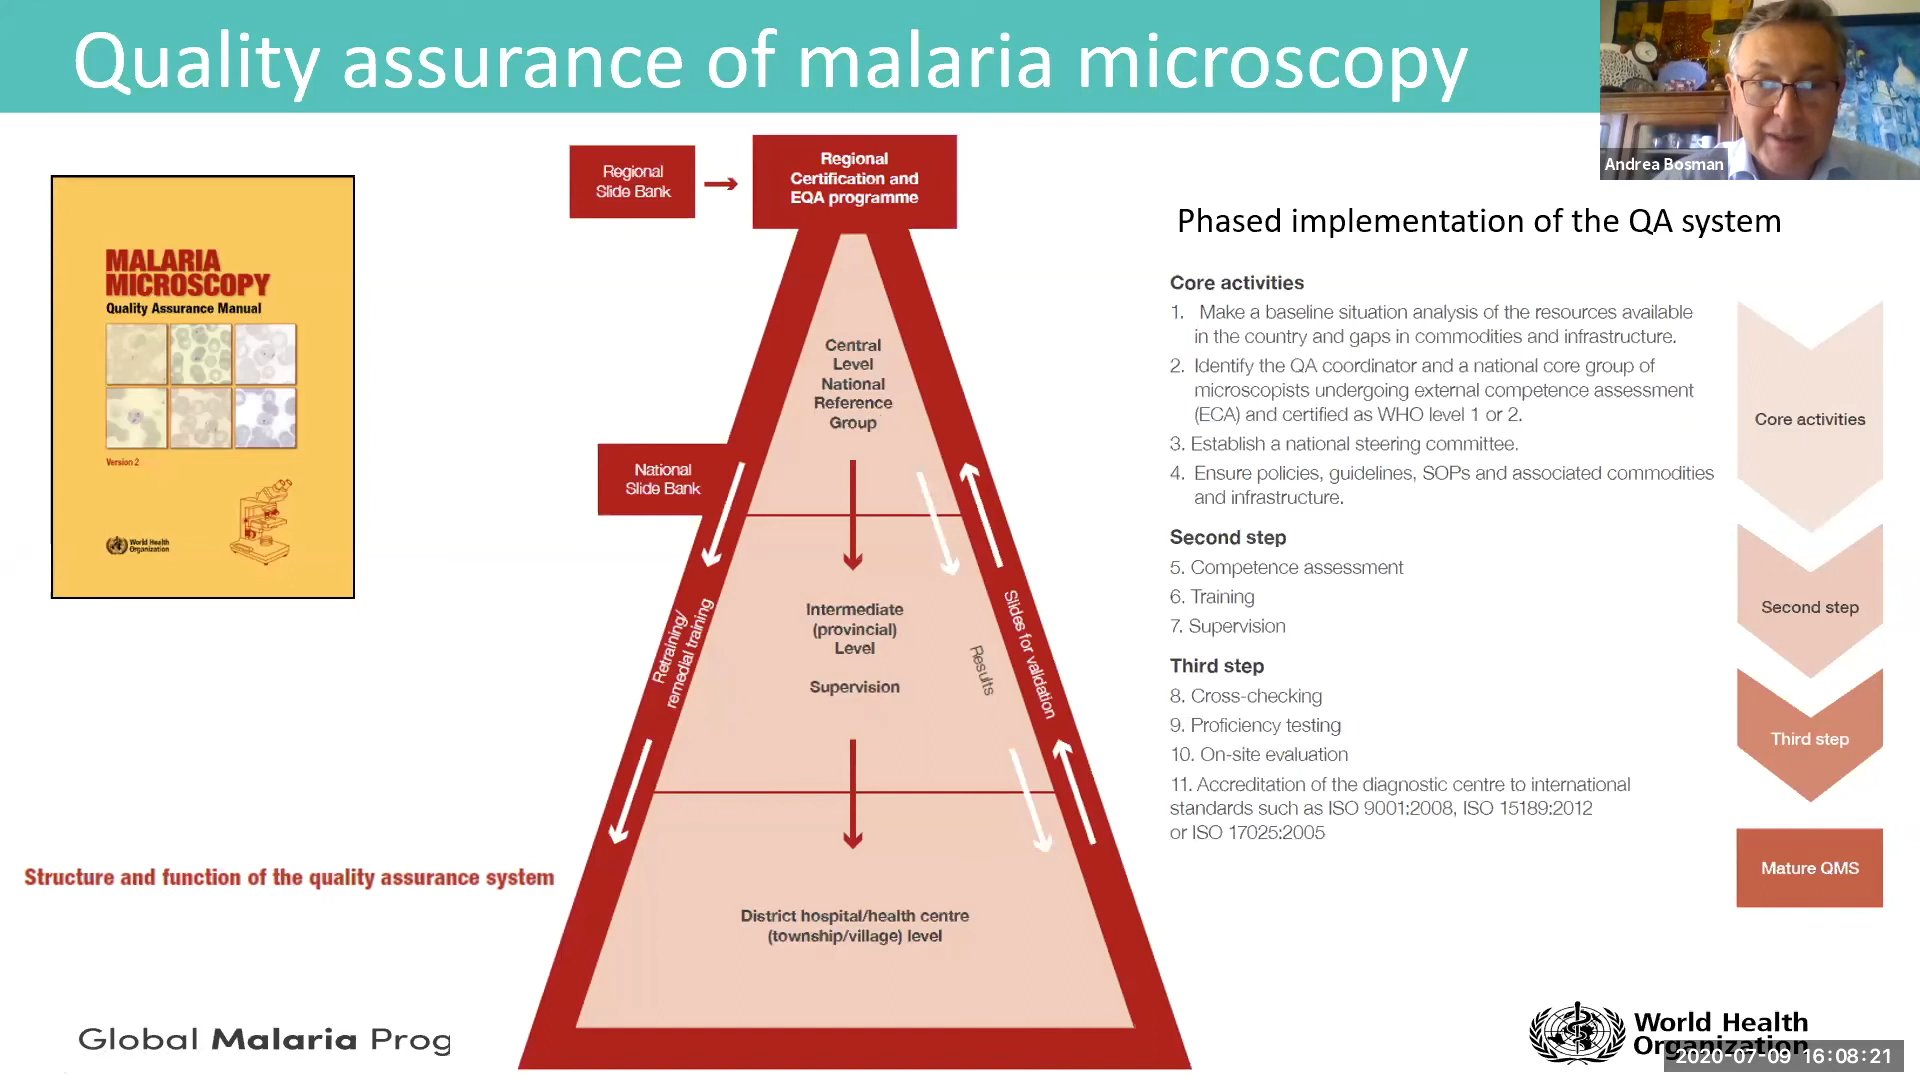 Quality assurance of malaria microscopy
Andrea Bosman
MALARIA
MICROSCOPY
Quality Assurance Manual
Version 2
World Health
Organization
Structure and function of the quality assurance system
Regional
Slide Bank
Regional
Certification and
EQA programme
Central
Level
National
Reference
Group
National
Slide Bank
Intermediate
(provincial)
Level
Supervision
Retraining/
remedial training
Results
Slides for validation
District hospital/health centre
(township/village) level
Phased implementation of the QA system
Core activities
1. Make a baseline situation analysis of the resources available
in the country and gaps in commodities and infrastructure.
2. Identify the QA coordinator and a national core group of
microscopists undergoing external competence assessment
(ECA) and certified as WHO level 1 or 2.
3. Establish a national steering committee.
4. Ensure policies, guidelines, SOPs and associated commodities
and infrastructure.
Second step
5. Competence assessment
6. Training
7. Supervision
Third step
8. Cross-checking
9. Proficiency testing
10. On-site evaluation
11. Accreditation of the diagnostic centre to international
standards such as ISO 9001:2008, ISO 15189:2012
or ISO 17025:2005
Core activities
Second step
Third step
Mature QMS
Global Malaria Prog
World Health
Organization
2020-07-09 16:08:21